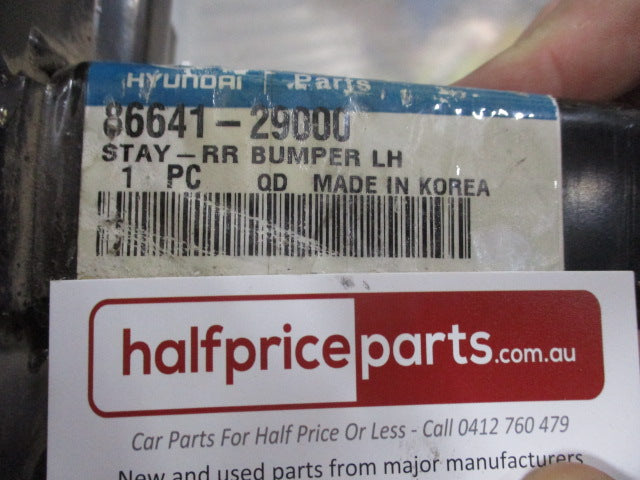 HYUNDAI Parts
86641-29000
STAY-RR BUMPER LH
1 PC QD MADE IN KOREA
halfpriceparts.com.au
Car Parts For Half Price Or Less - Call 0412 760 479
New and used parts from major manufacturers